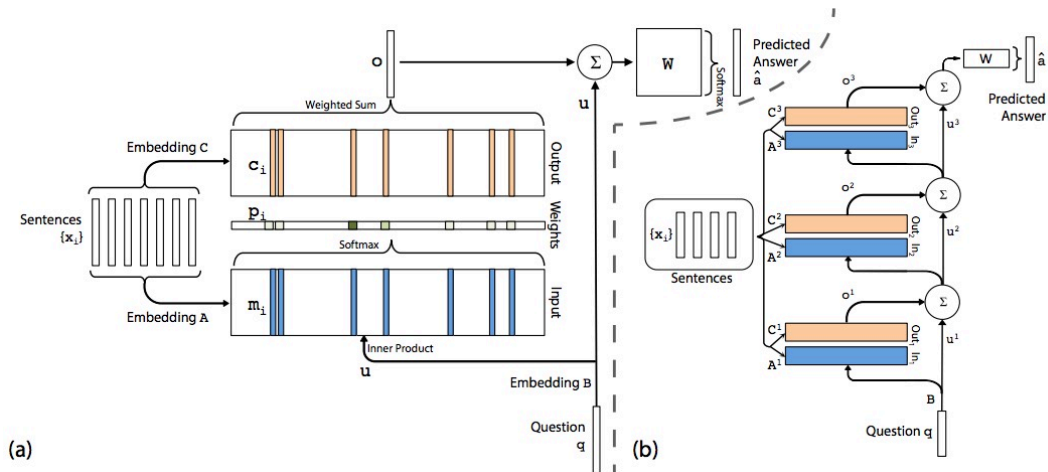 o
Weighted Sum
Σ
u
W
Softmax
Predicted
Answer
â
Embedding C
c_i
Output
Sentences
{x_i}
p_i
Weights
Softmax
Embedding A
m_i
Input
Inner Product
u
Embedding B
Question
q
(a)
W
â
Predicted
Answer
Σ
o³
u³
C³
Out₃
A³
In₃
Σ
o²
u²
C²
Out₂
A²
In₂
{x_i}
Sentences
Σ
o¹
u¹
C¹
Out₁
A¹
In₁
B
Question q
(b)